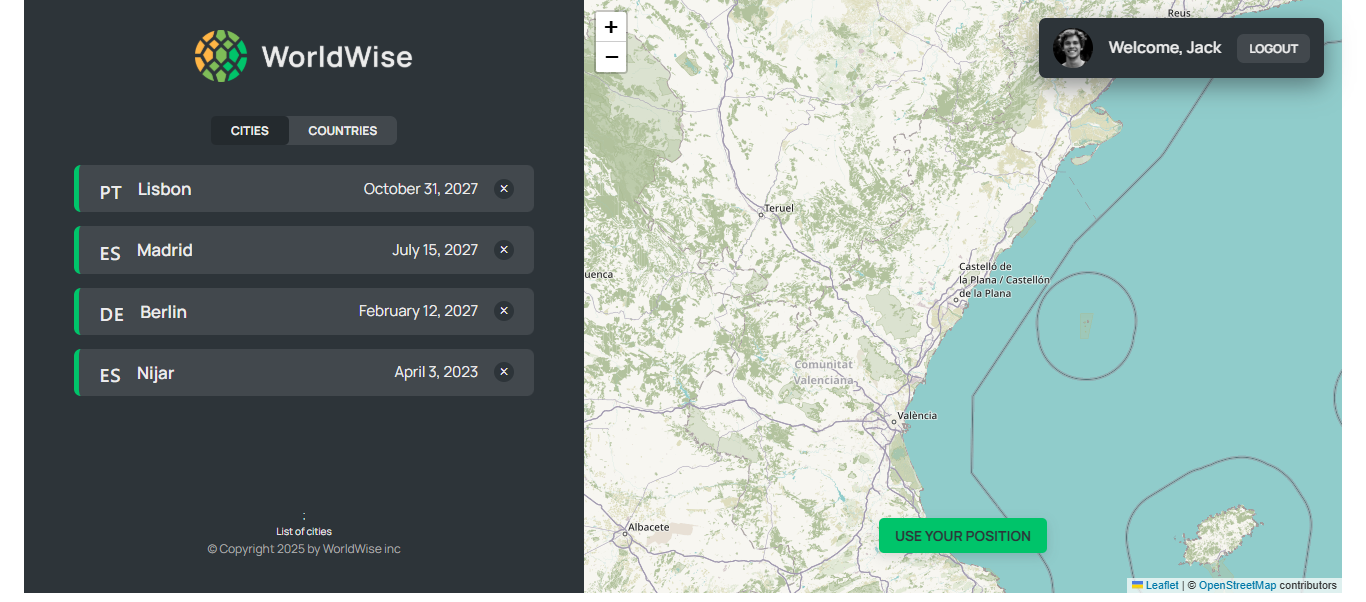 WorldWise
CITIES COUNTRIES
PT Lisbon October 31, 2027 ×
ES Madrid July 15, 2027 ×
DE Berlin February 12, 2027 ×
ES Nijar April 3, 2023 ×
:
List of cities
© Copyright 2025 by WorldWise inc
+
−
Reus
Welcome, Jack LOGOUT
Teruel
uenca
Castelló de
la Plana / Castellón
de la Plana
Comunitat
Valenciana
València
Albacete
USE YOUR POSITION
Leaflet | © OpenStreetMap contributors